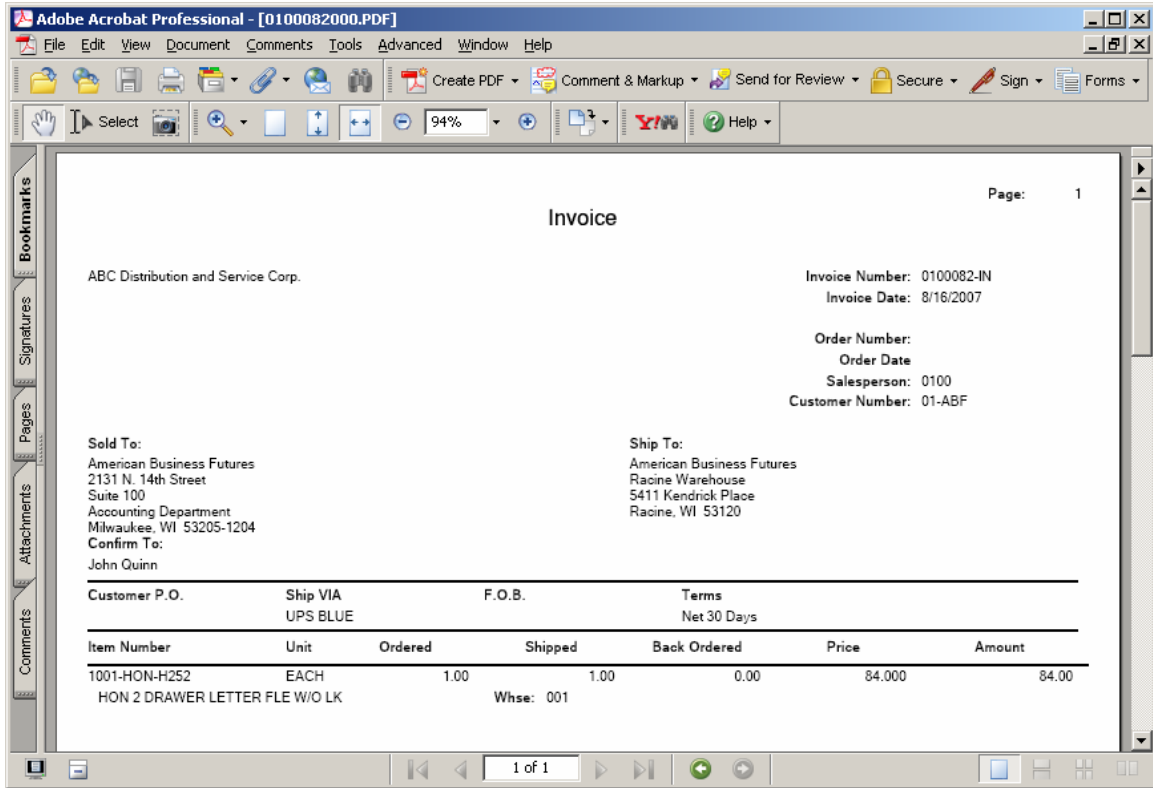 Adobe Acrobat Professional - [0100082000.PDF]
File Edit View Document Comments Tools Advanced Window Help
Create PDF Comment & Markup Send for Review Secure Sign Forms
Select 94% Y! Help
Bookmarks
Signatures
Pages
Attachments
Comments
Page: 1
Invoice
ABC Distribution and Service Corp.
Invoice Number: 0100082-IN
Invoice Date: 8/16/2007
Order Number:
Order Date
Salesperson: 0100
Customer Number: 01-ABF
Sold To:
American Business Futures
2131 N. 14th Street
Suite 100
Accounting Department
Milwaukee, WI 53205-1204
Confirm To:
John Quinn
Ship To:
American Business Futures
Racine Warehouse
5411 Kendrick Place
Racine, WI 53120
Customer P.O. Ship VIA F.O.B. Terms
UPS BLUE Net 30 Days
Item Number Unit Ordered Shipped Back Ordered Price Amount
1001-HON-H252 EACH 1.00 1.00 0.00 84.000 84.00
HON 2 DRAWER LETTER FLE W/O LK Whse: 001
1 of 1